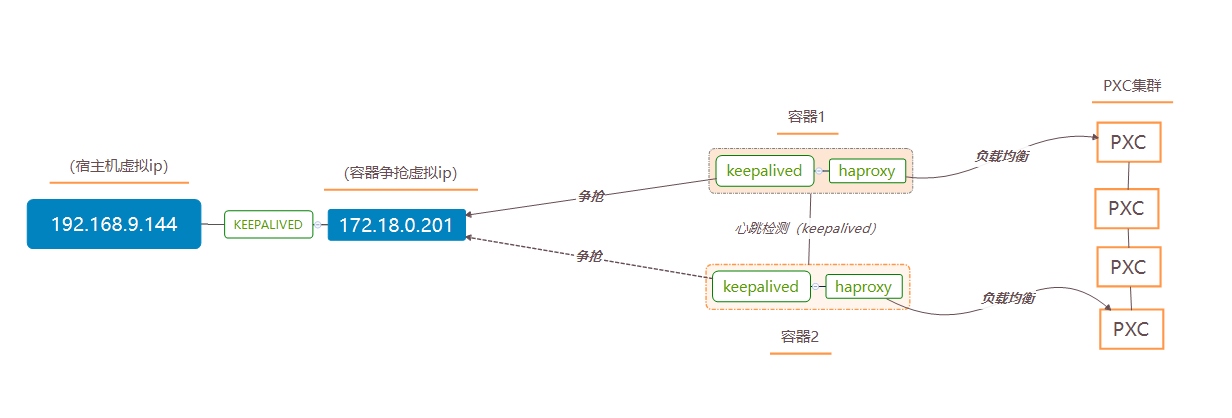 (宿主机虚拟ip)
192.168.9.144
KEEPALIVED
(容器争抢虚拟ip)
172.18.0.201
争抢
争抢
容器1
keepalived
haproxy
心跳检测（keepalived）
keepalived
haproxy
容器2
负载均衡
负载均衡
PXC集群
PXC
PXC
PXC
PXC